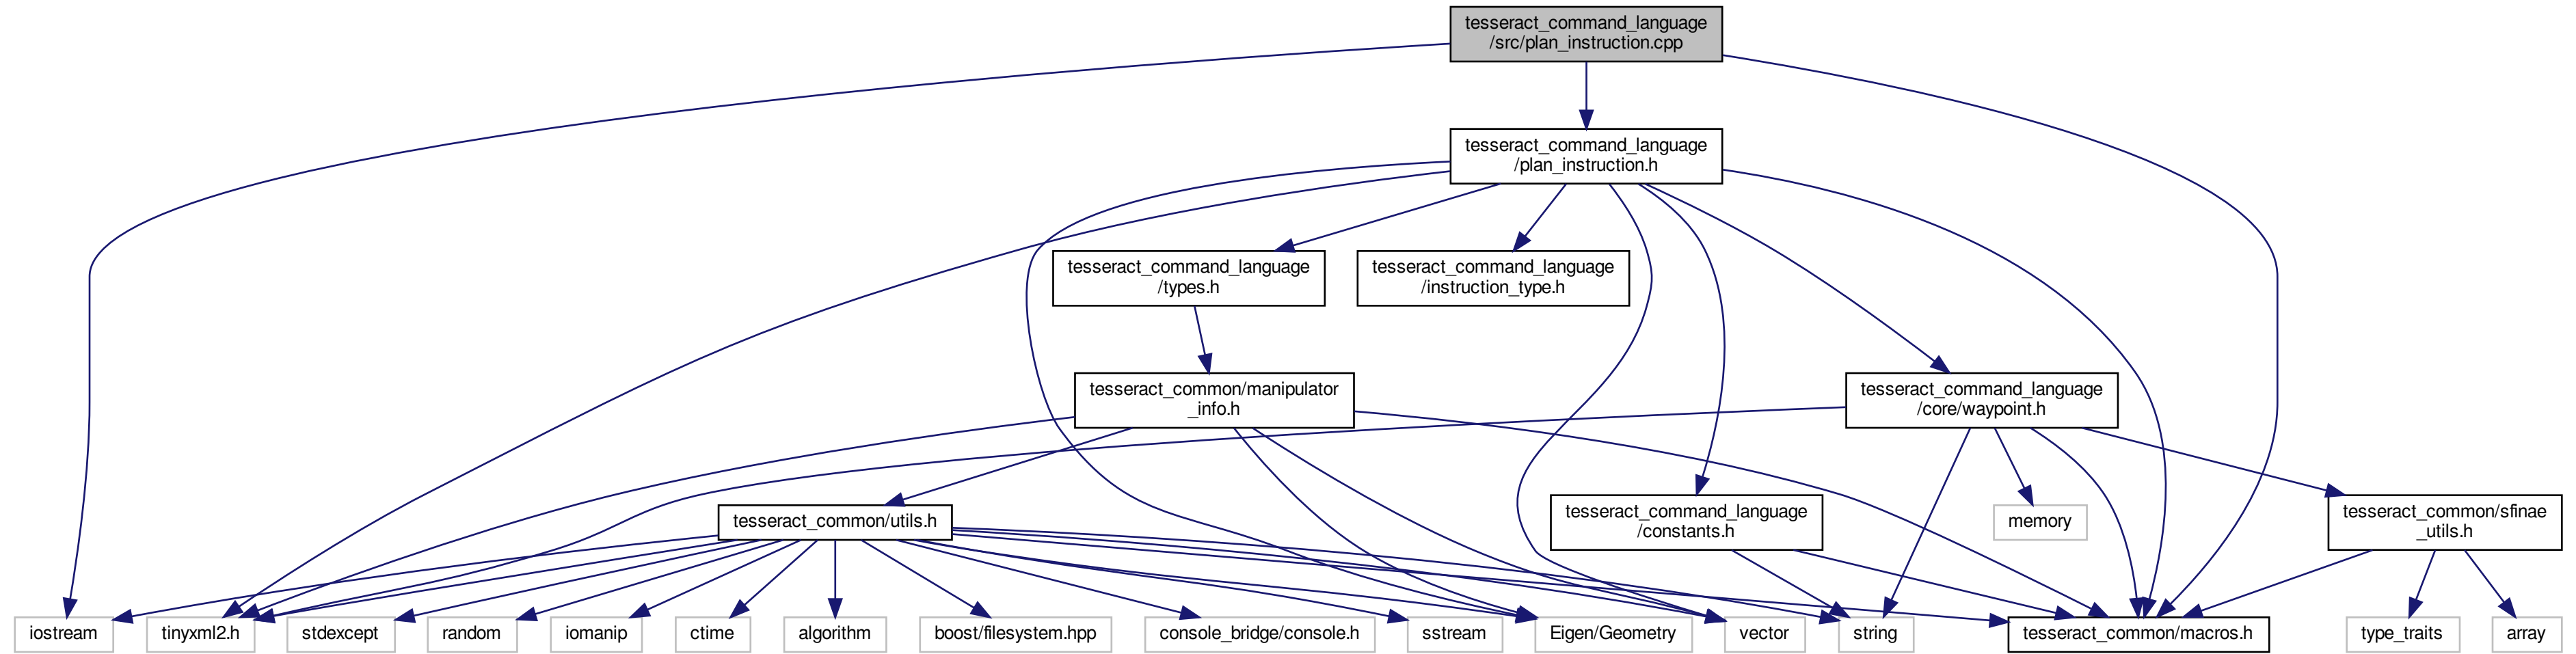 tesseract_command_language
/src/plan_instruction.cpp
tesseract_command_language
/plan_instruction.h
tesseract_command_language
/types.h
tesseract_command_language
/instruction_type.h
tesseract_common/manipulator
_info.h
tesseract_command_language
/core/waypoint.h
tesseract_common/utils.h
tesseract_command_language
/constants.h
memory
tesseract_common/sfinae
_utils.h
iostream
tinyxml2.h
stdexcept
random
iomanip
ctime
algorithm
boost/filesystem.hpp
console_bridge/console.h
sstream
Eigen/Geometry
vector
string
tesseract_common/macros.h
type_traits
array